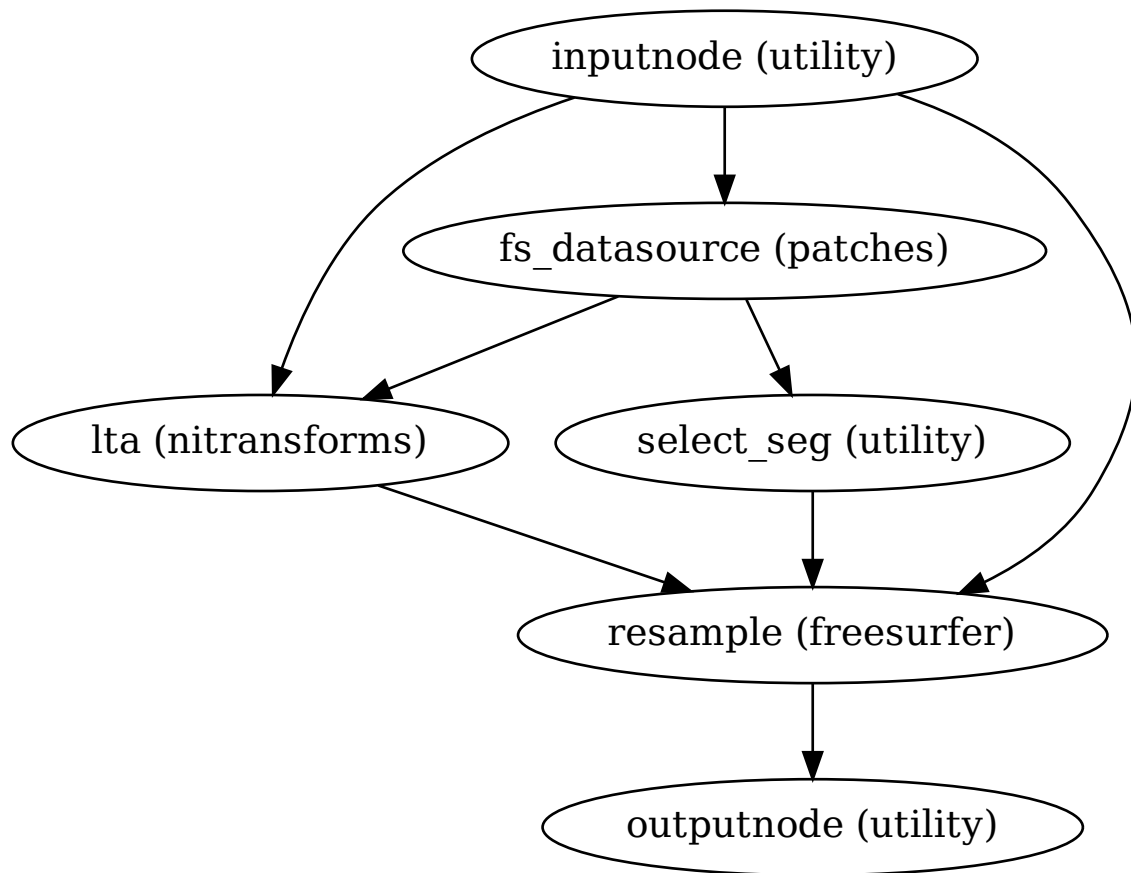 inputnode (utility)
fs_datasource (patches)
lta (nitransforms)
select_seg (utility)
resample (freesurfer)
outputnode (utility)